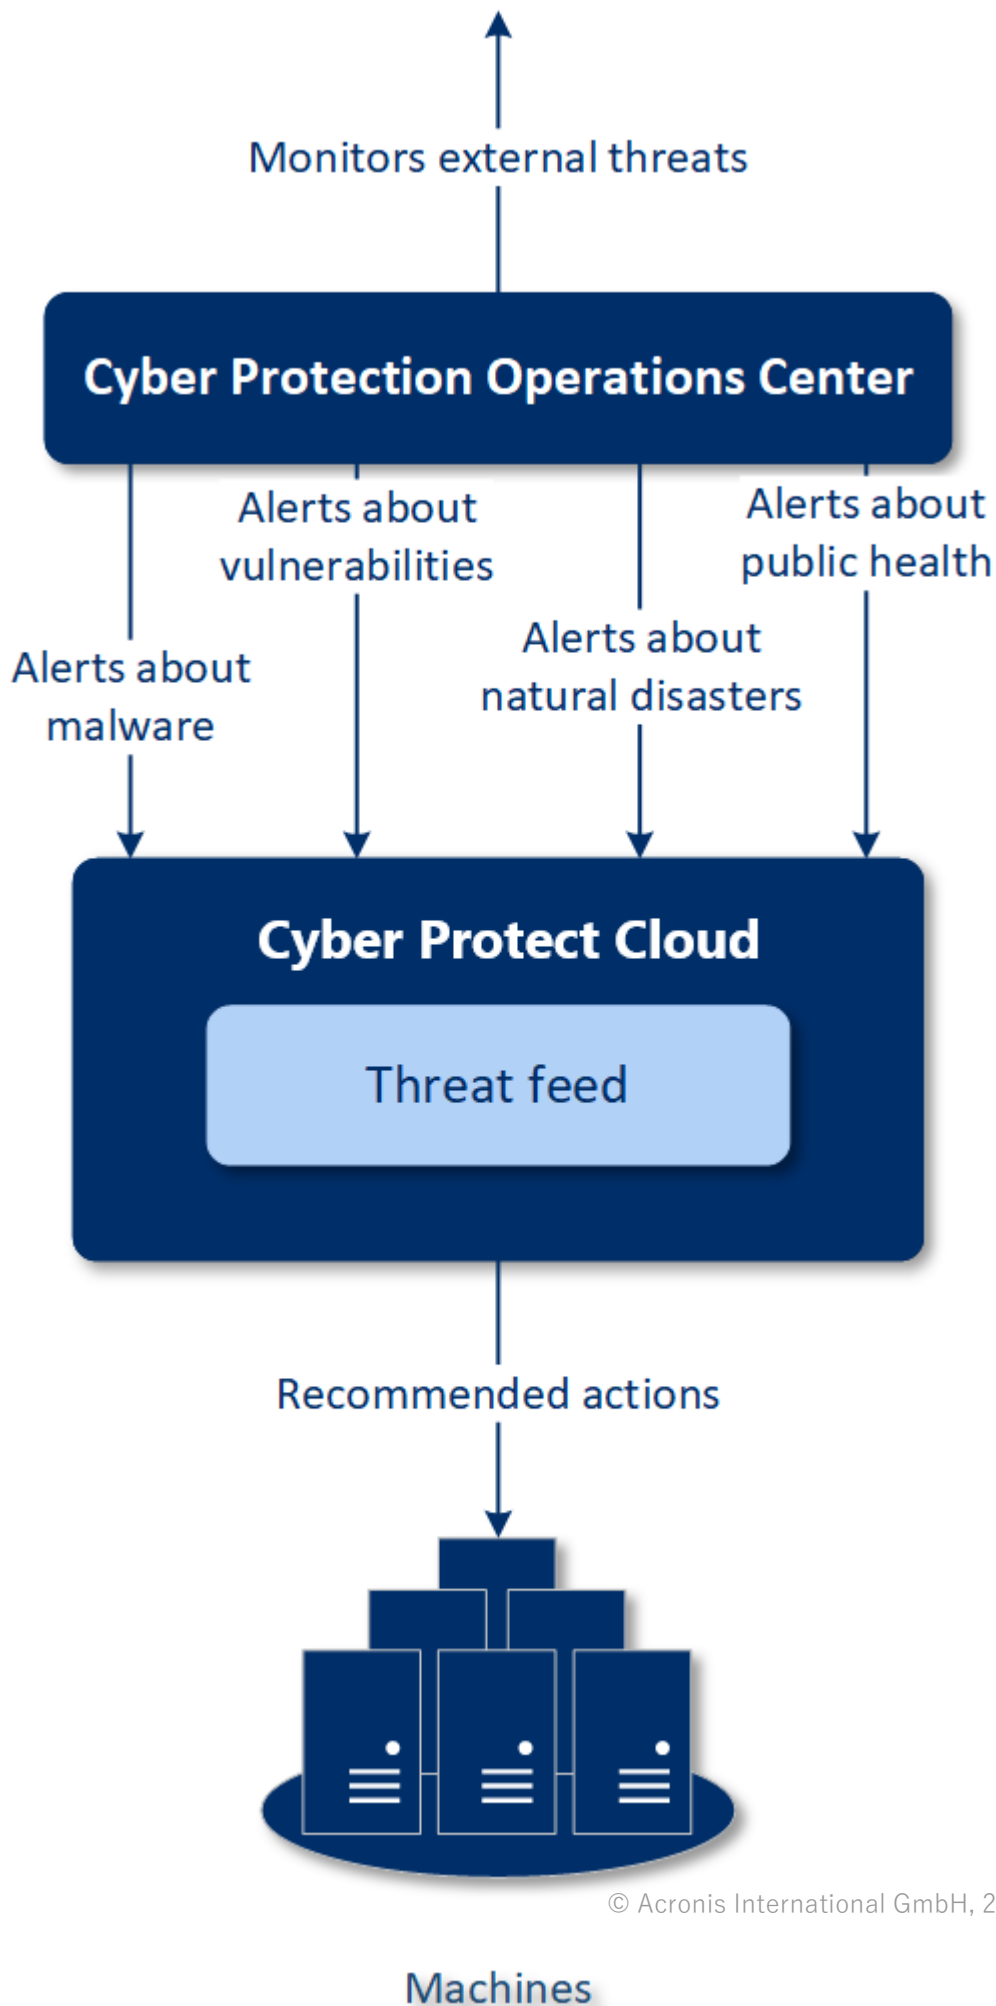 Monitors external threats
Cyber Protection Operations Center
Alerts about
vulnerabilities
Alerts about
public health
Alerts about
natural disasters
Alerts about
malware
Cyber Protect Cloud
Threat feed
Recommended actions
© Acronis International GmbH, 2
Machines